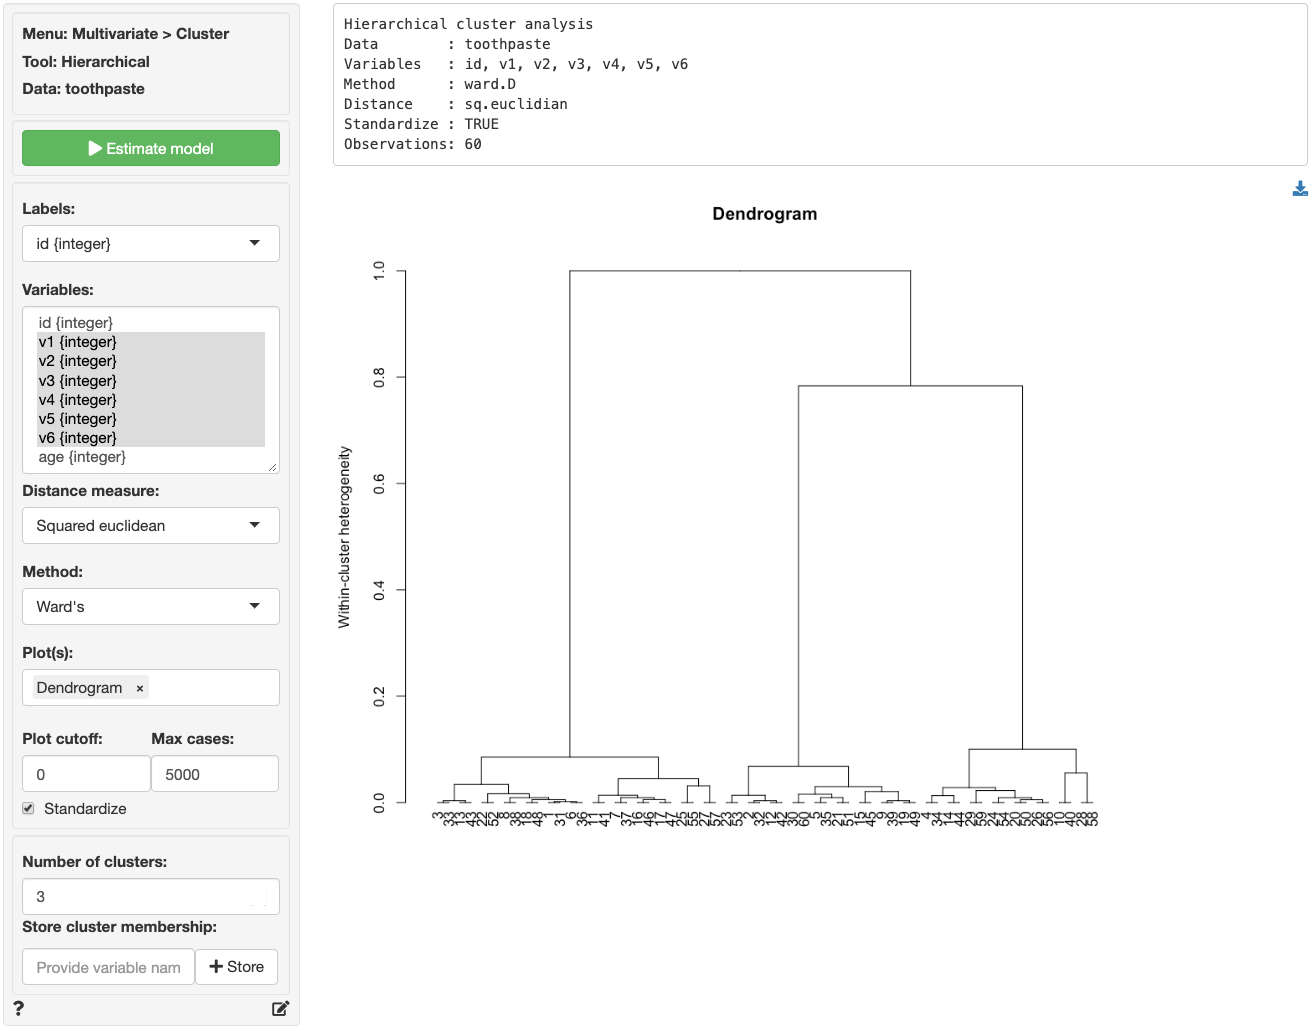 Menu: Multivariate > Cluster
Tool: Hierarchical
Data: toothpaste
Estimate model
Labels:
id {integer}
Variables:
id {integer}
v1 {integer}
v2 {integer}
v3 {integer}
v4 {integer}
v5 {integer}
v6 {integer}
age {integer}
Distance measure:
Squared euclidean
Method:
Ward's
Plot(s):
Dendrogram ×
Plot cutoff: Max cases:
0 5000
Standardize
Number of clusters:
3
Store cluster membership:
Provide variable nam + Store
?
Hierarchical cluster analysis
Data        : toothpaste
Variables   : id, v1, v2, v3, v4, v5, v6
Method      : ward.D
Distance    : sq.euclidian
Standardize : TRUE
Observations: 60
Dendrogram
Within-cluster heterogeneity
1.0
0.8
0.6
0.4
0.2
0.0
3 33 13 43 22 52 8 38 18 48 1 31 6 36 11 41 7 37 16 46 17 47 25 55 27 57 23 53 2 32 12 42 30 60 5 35 21 51 15 45 9 39 19 49 4 34 14 44 29 59 24 54 20 50 26 56 10 40 28 58